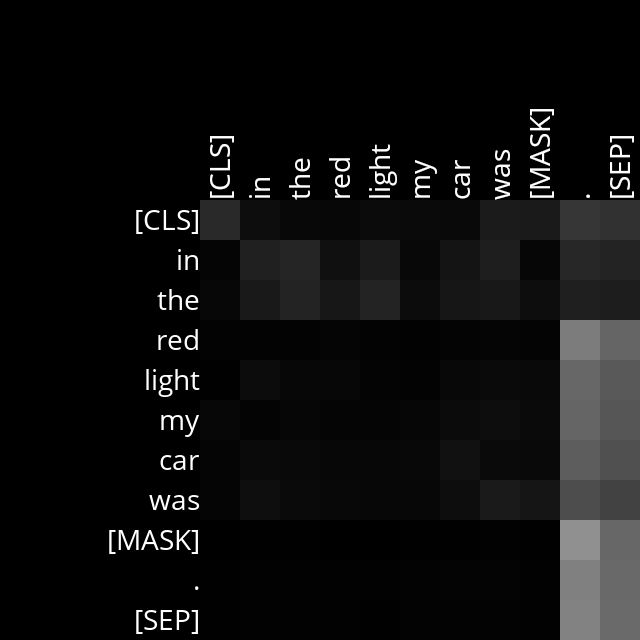 [CLS]
in
the
red
light
my
car
was
[MASK]
.
[SEP]
[CLS]
in
the
red
light
my
car
was
[MASK]
.
[SEP]